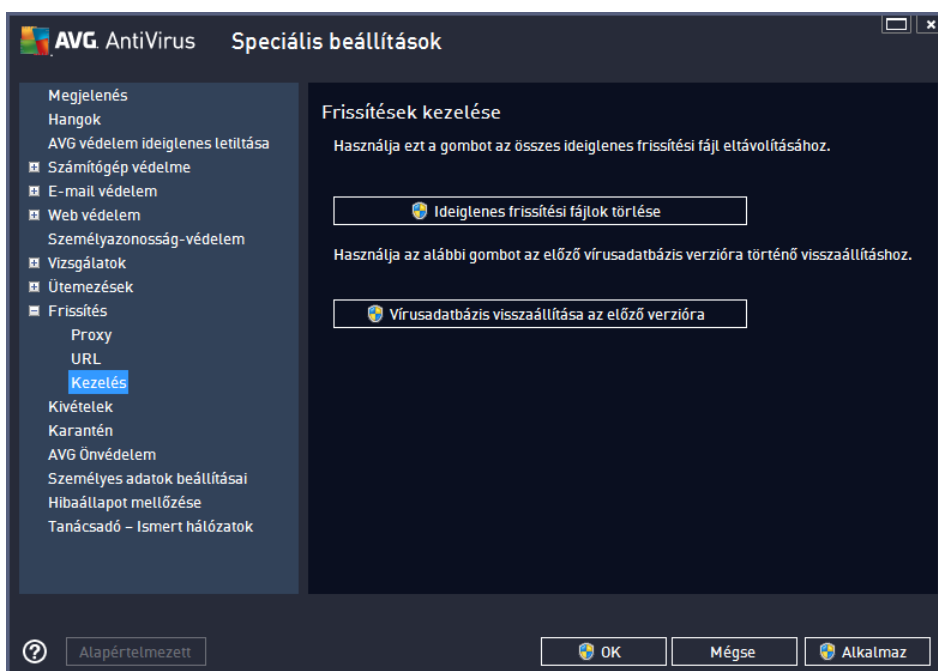 AVG. AntiVirus Speciális beállítások
Megjelenés
Hangok
AVG védelem ideiglenes letiltása
Számítógép védelme
E-mail védelem
Web védelem
Személyazonosság-védelem
Vizsgálatok
Ütemezések
Frissítés
Proxy
URL
Kezelés
Kivételek
Karantén
AVG Önvédelem
Személyes adatok beállításai
Hibaállapot mellőzése
Tanácsadó – Ismert hálózatok
Frissítések kezelése
Használja ezt a gombot az összes ideiglenes frissítési fájl eltávolításához.
Ideiglenes frissítési fájlok törlése
Használja az alábbi gombot az előző vírusadatbázis verzióra történő visszaállításhoz.
Vírusadatbázis visszaállítása az előző verzióra
Alapértelmezett
OK
Mégse
Alkalmaz